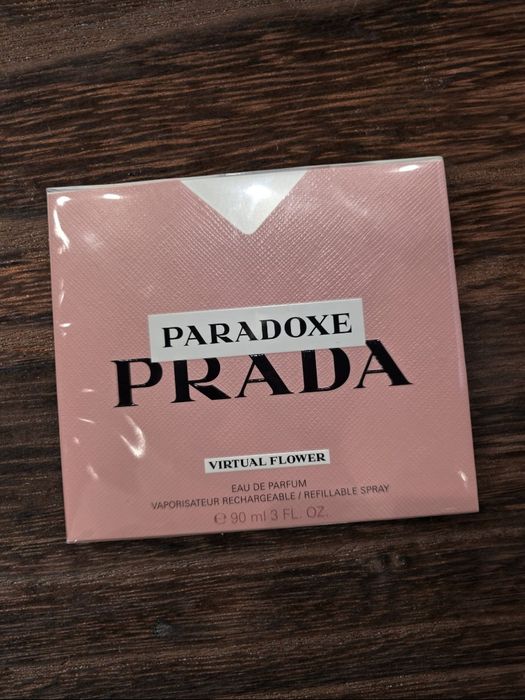 PARADOXE
PRADA
VIRTUAL FLOWER
EAU DE PARFUM
VAPORISATEUR RECHARGEABLE / REFILLABLE SPRAY
℮ 90 ml 3 FL. OZ.